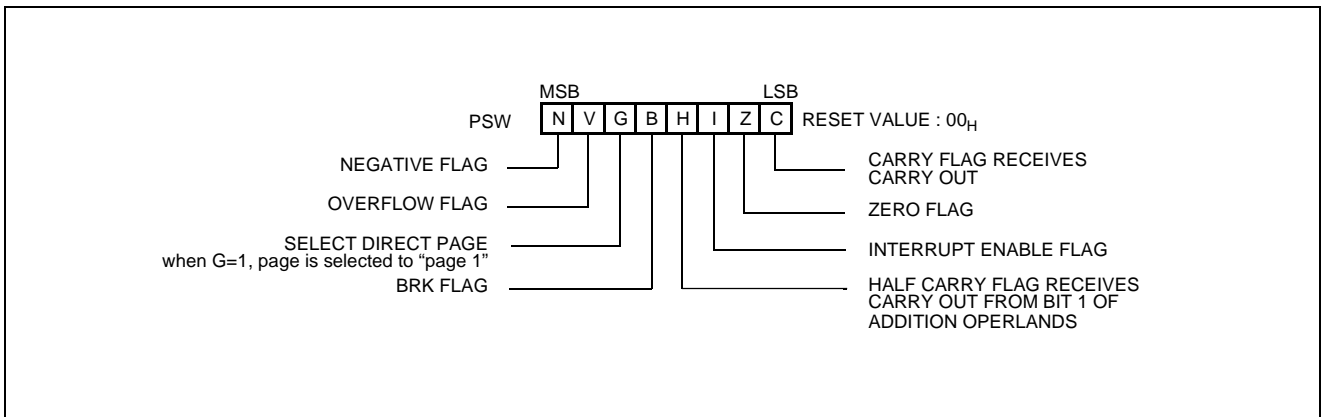 MSB LSB
PSW N V G B H I Z C RESET VALUE : 00H
NEGATIVE FLAG
OVERFLOW FLAG
SELECT DIRECT PAGE
when G=1, page is selected to “page 1”
BRK FLAG
CARRY FLAG RECEIVES
CARRY OUT
ZERO FLAG
INTERRUPT ENABLE FLAG
HALF CARRY FLAG RECEIVES
CARRY OUT FROM BIT 1 OF
ADDITION OPERLANDS